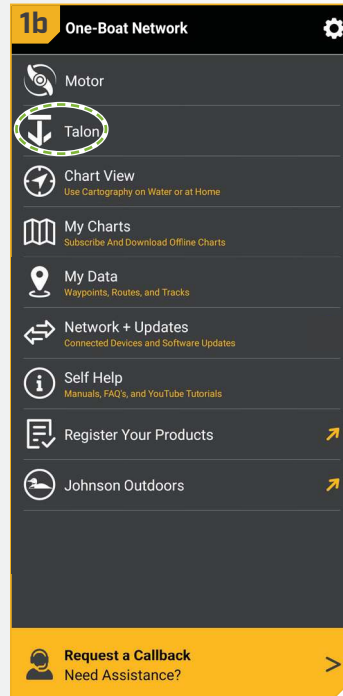 1b
One-Boat Network
Motor
Talon
Chart View
Use Cartography on Water or at Home
My Charts
Subscribe And Download Offline Charts
My Data
Waypoints, Routes, and Tracks
Network + Updates
Connected Devices and Software Updates
Self Help
Manuals, FAQ's, and YouTube Tutorials
Register Your Products
Johnson Outdoors
Request a Callback
Need Assistance?